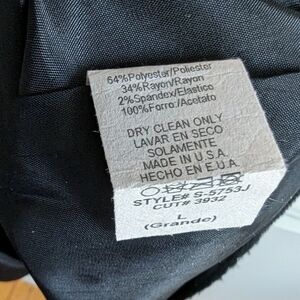 64%Polyester/Poliester
34%Rayon/Rayon
2%Spandex/Elastico
100%Forro:/Acetato
DRY CLEAN ONLY
LAVAR EN SECO
SOLAMENTE
MADE IN U.S.A
HECHO EN E.U.A
STYLE# S-5753J
CUT# 3932
L
(Grande)